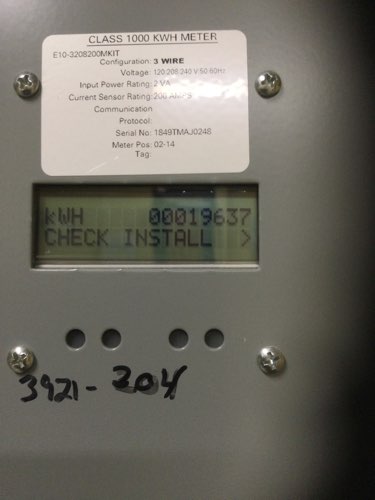 CLASS 1000 KWH METER
E10-3208200MKIT
Configuration: 3 WIRE
Voltage: 120/208/240 V 50-60Hz
Input Power Rating: 2 VA
Current Sensor Rating: 200 AMPS
Communication
Protocol:
Serial No: 1849TMAJ0248
Meter Pos: 02-14
Tag:
kWH 00019637
CHECK INSTALL >
3921-204